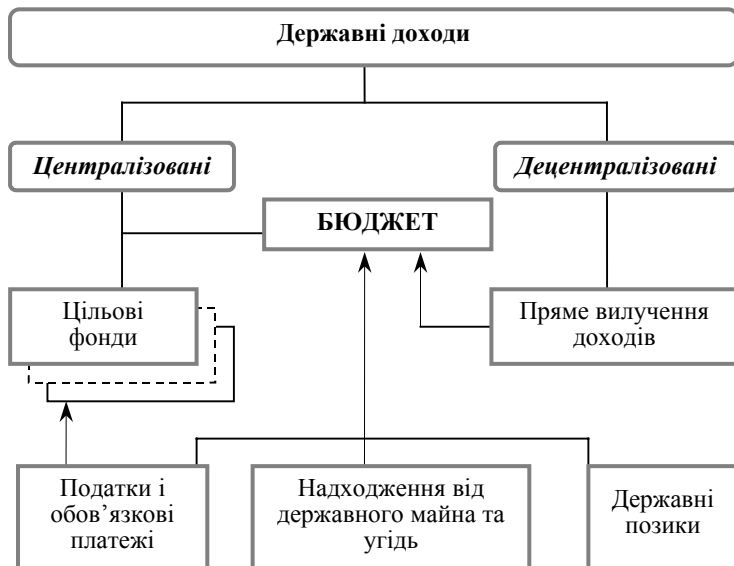 Державні доходи
Централізовані
Децентралізовані
БЮДЖЕТ
Цільові
фонди
Пряме вилучення
доходів
Податки і
обов’язкові
платежі
Надходження від
державного майна та
угідь
Державні
позики